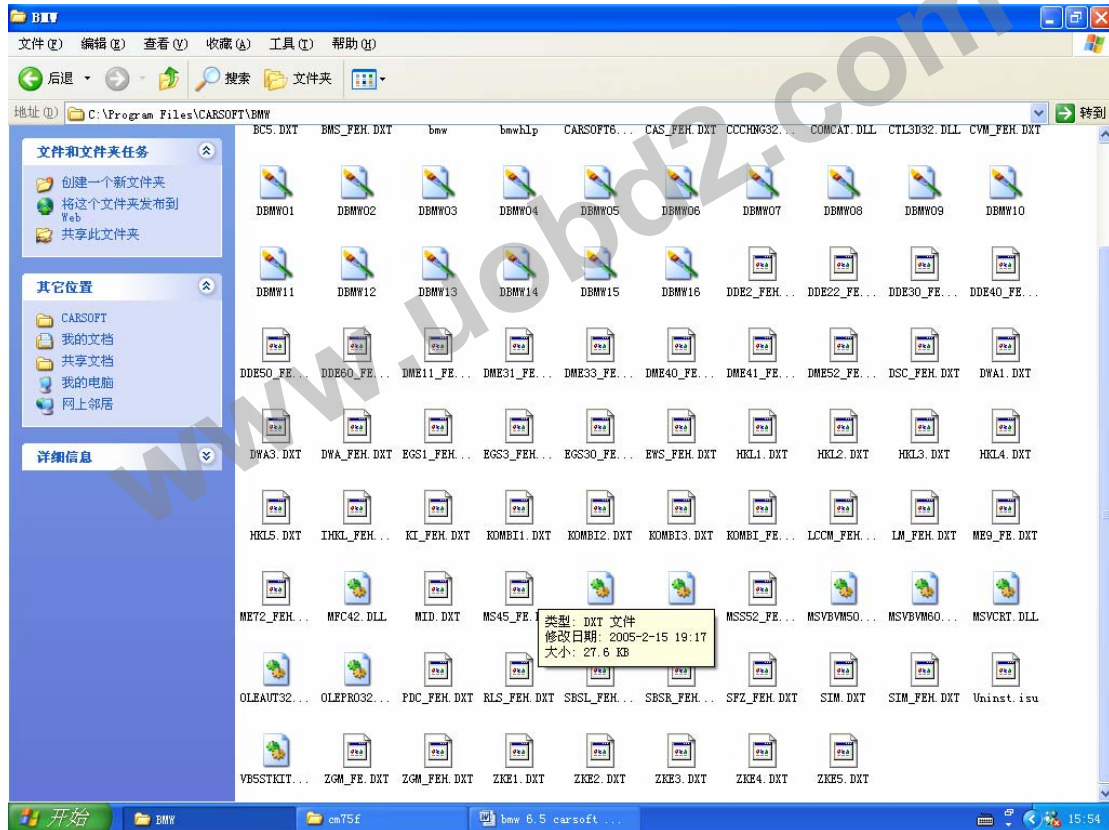 BMW
文件(F) 编辑(E) 查看(V) 收藏(A) 工具(T) 帮助(H)
后退 搜索 文件夹
地址(D) C:\Program Files\CARSOFT\BMW 转到
文件和文件夹任务
创建一个新文件夹
将这个文件夹发布到
Web
共享此文件夹
其它位置
CARSOFT
我的文档
共享文档
我的电脑
网上邻居
详细信息
BC5.DXT BMS_FEH.DXT bmw bmwhlp CARSOFT6... CAS_FEH.DXT CCCHNG32... COMCAT.DLL CTL3D32.DLL CVM_FEH.DXT
DBMW01 DBMW02 DBMW03 DBMW04 DBMW05 DBMW06 DBMW07 DBMW08 DBMW09 DBMW10
DBMW11 DBMW12 DBMW13 DBMW14 DBMW15 DBMW16 DDE2_FEH... DDE22_FE... DDE30_FE... DDE40_FE...
DDE50_FE... DDE60_FE... DME11_FE... DME31_FE... DME33_FE... DME40_FE... DME41_FE... DME52_FE... DSC_FEH.DXT DWA1.DXT
DWA3.DXT DWA_FEH.DXT EGS1_FEH... EGS3_FEH... EGS30_FE... EWS_FEH.DXT HKL1.DXT HKL2.DXT HKL3.DXT HKL4.DXT
HKL5.DXT IHKL_FEH... KI_FEH.DXT KOMBI1.DXT KOMBI2.DXT KOMBI3.DXT KOMBI_FE... LCCM_FEH... LM_FEH.DXT ME9_FE.DXT
ME72_FEH... MFC42.DLL MID.DXT MS45_FE. MSS52_FE... MSVBVM50... MSVBVM60... MSVCRT.DLL
类型: DXT 文件
修改日期: 2005-2-15 19:17
大小: 27.6 KB
OLEAUT32... OLEPRO32... PDC_FEH.DXT RLS_FEH.DXT SBSL_FEH... SBSR_FEH... SFZ_FEH.DXT SIM.DXT SIM_FEH.DXT Uninst.isu
VB5STKIT... ZGM_FE.DXT ZGM_FEH.DXT ZKE1.DXT ZKE2.DXT ZKE3.DXT ZKE4.DXT ZKE5.DXT
开始 BMW cm75f bmw 6.5 carsoft ... 15:54
www.uobd2.com